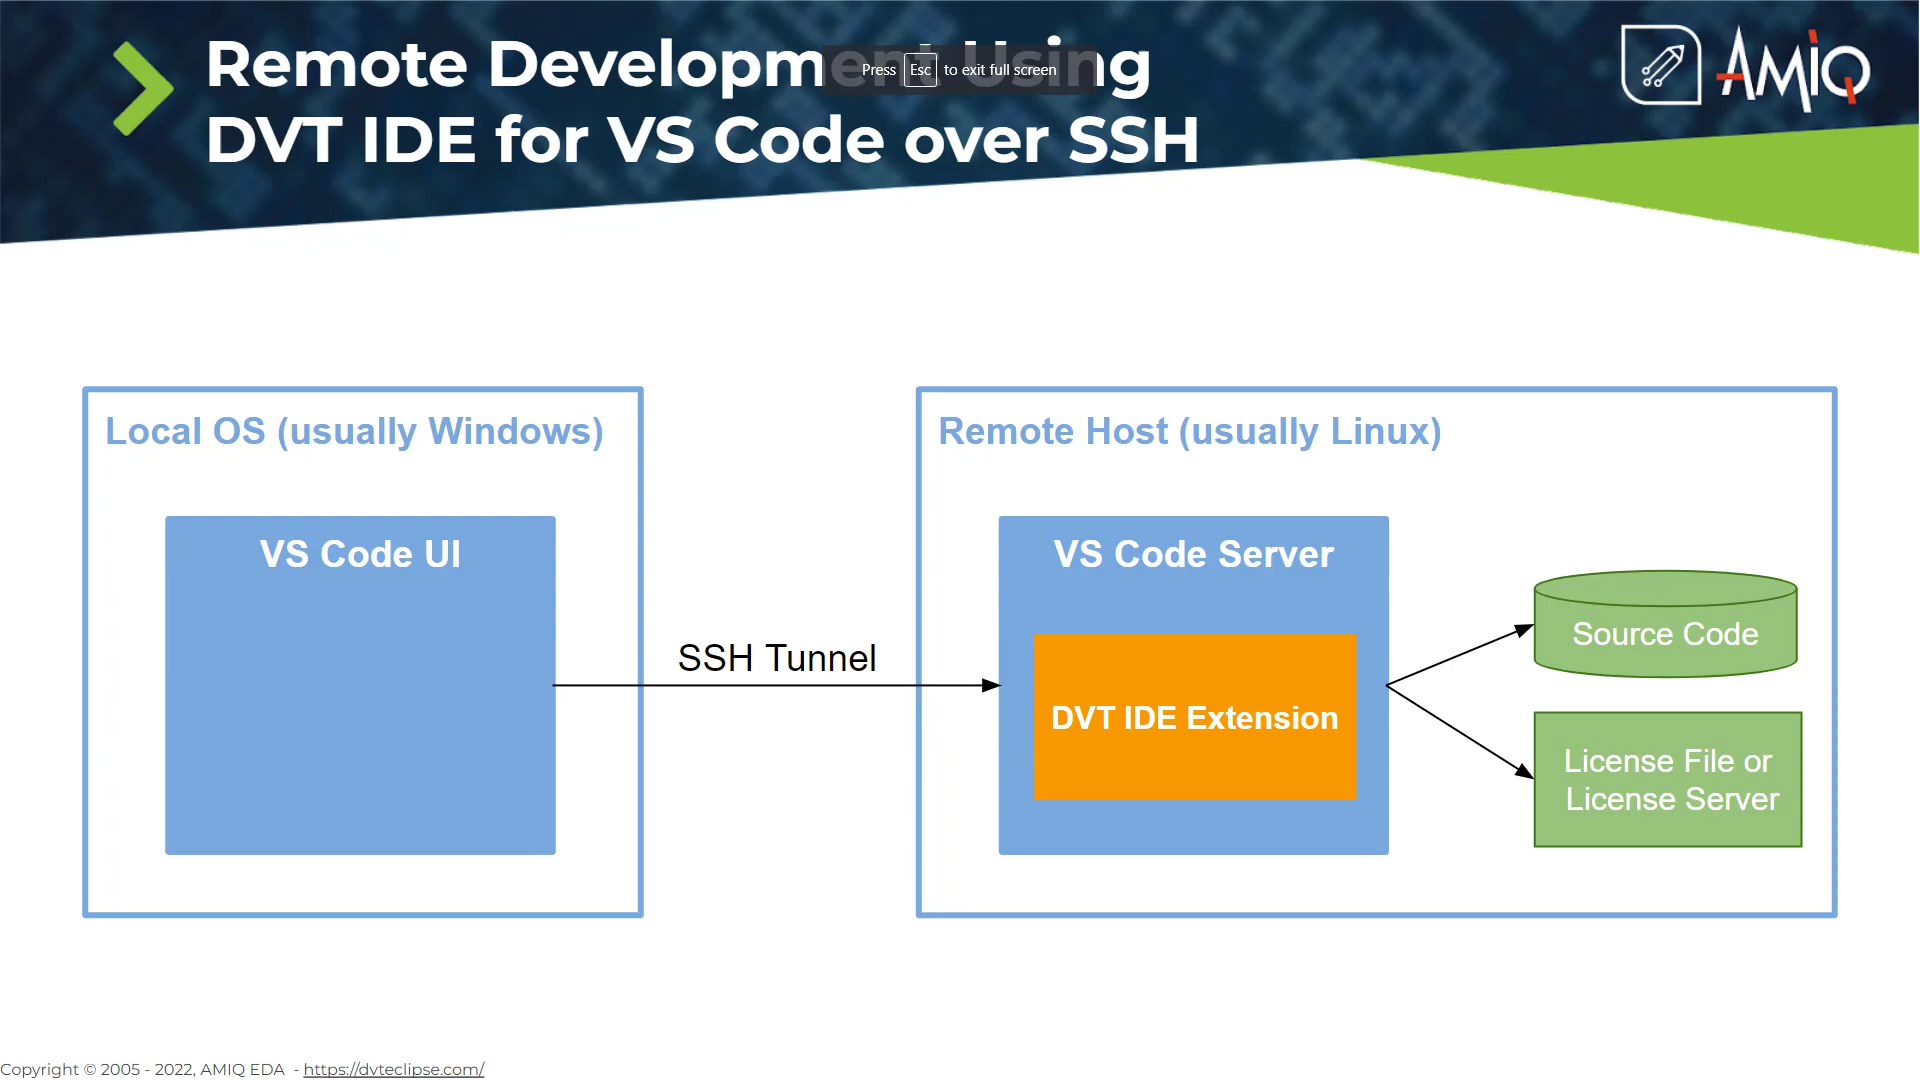 Remote Development Using
DVT IDE for VS Code over SSH
Press Esc to exit full screen
AMIQ
Local OS (usually Windows)
VS Code UI
SSH Tunnel
Remote Host (usually Linux)
VS Code Server
DVT IDE Extension
Source Code
License File or
License Server
Copyright © 2005 - 2022, AMIQ EDA - https://dvteclipse.com/